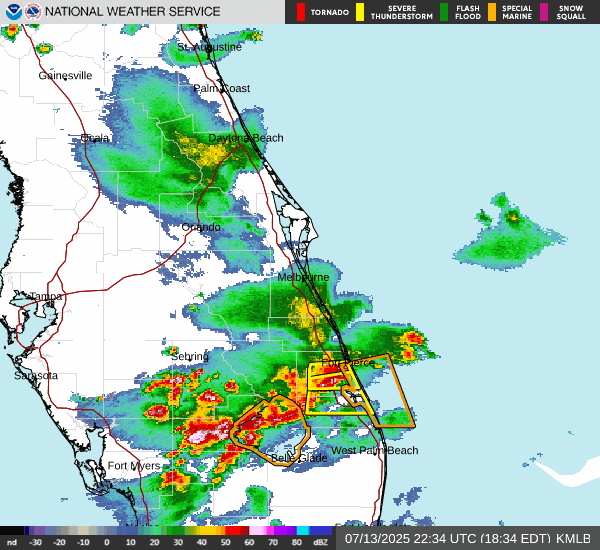 NATIONAL WEATHER SERVICE
TORNADO
SEVERE THUNDERSTORM
FLASH FLOOD
SPECIAL MARINE
SNOW SQUALL
St. Augustine
Gainesville
Palm Coast
Ocala
Daytona Beach
Orlando
Melbourne
Tampa
Sebring
Fort Pierce
Sarasota
West Palm Beach
Belle Glade
Fort Myers
nd -30 -20 -10 0 10 20 30 40 50 60 70 80 dBZ
07/13/2025 22:34 UTC (18:34 EDT) KMLB